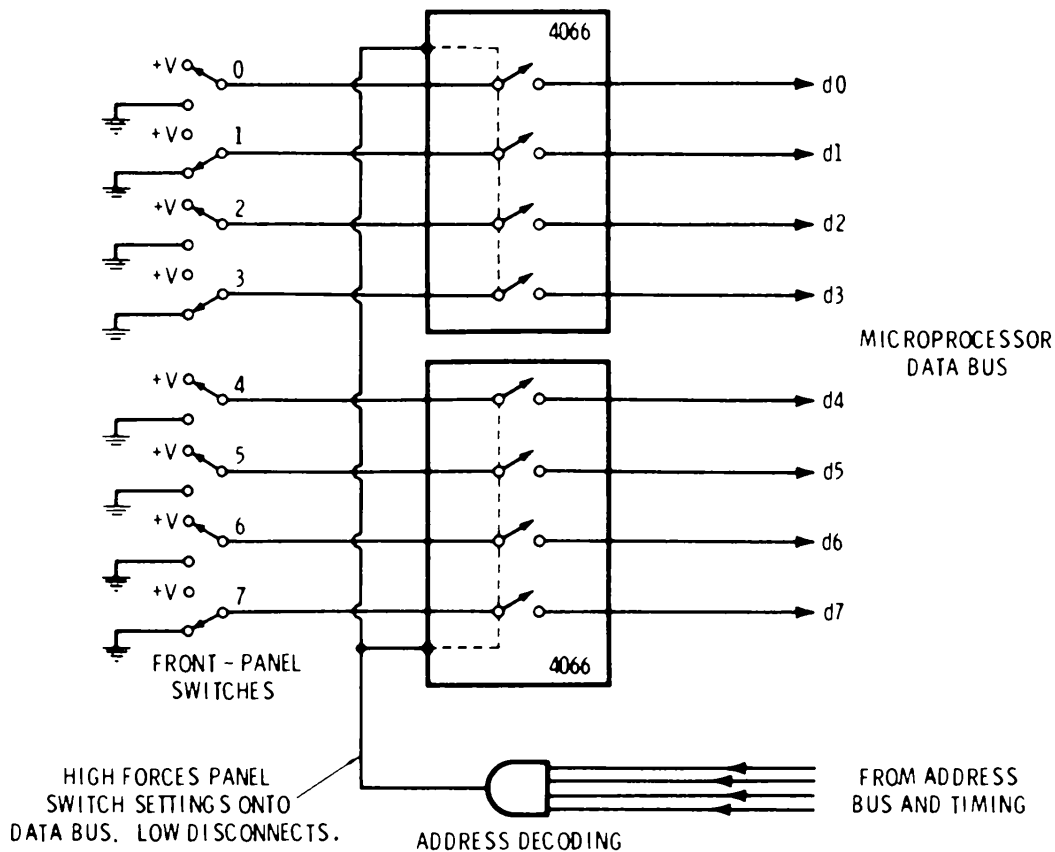 4066
+V 0 d0
+V 1 d1
+V 2 d2
+V 3 d3
MICROPROCESSOR
DATA BUS
+V 4 d4
+V 5 d5
+V 6 d6
+V 7 d7
FRONT-PANEL
SWITCHES
4066
HIGH FORCES PANEL
SWITCH SETTINGS ONTO
DATA BUS. LOW DISCONNECTS.
ADDRESS DECODING
FROM ADDRESS
BUS AND TIMING